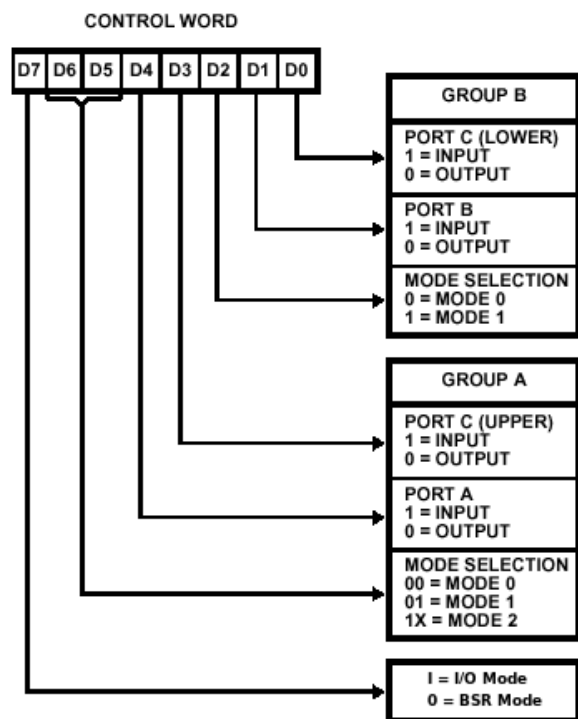 CONTROL WORD
D7 D6 D5 D4 D3 D2 D1 D0
GROUP B
PORT C (LOWER)
1 = INPUT
0 = OUTPUT
PORT B
1 = INPUT
0 = OUTPUT
MODE SELECTION
0 = MODE 0
1 = MODE 1
GROUP A
PORT C (UPPER)
1 = INPUT
0 = OUTPUT
PORT A
1 = INPUT
0 = OUTPUT
MODE SELECTION
00 = MODE 0
01 = MODE 1
1X = MODE 2
I = I/O Mode
0 = BSR Mode